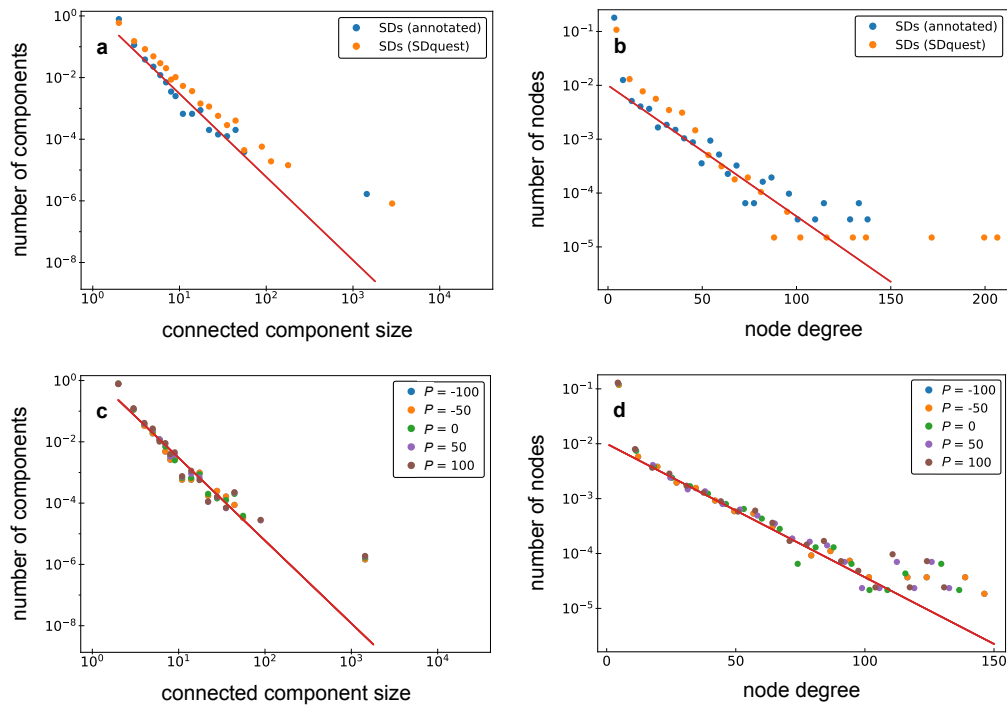 a
SDs (annotated)
SDs (SDquest)
10^0
10^-2
10^-4
10^-6
10^-8
number of components
10^0
10^1
10^2
10^3
10^4
connected component size
b
SDs (annotated)
SDs (SDquest)
10^-1
10^-2
10^-3
10^-4
10^-5
number of nodes
0
50
100
150
200
node degree
c
P = -100
P = -50
P = 0
P = 50
P = 100
10^0
10^-2
10^-4
10^-6
10^-8
number of components
10^0
10^1
10^2
10^3
10^4
connected component size
d
P = -100
P = -50
P = 0
P = 50
P = 100
10^-1
10^-2
10^-3
10^-4
10^-5
number of nodes
0
50
100
150
node degree